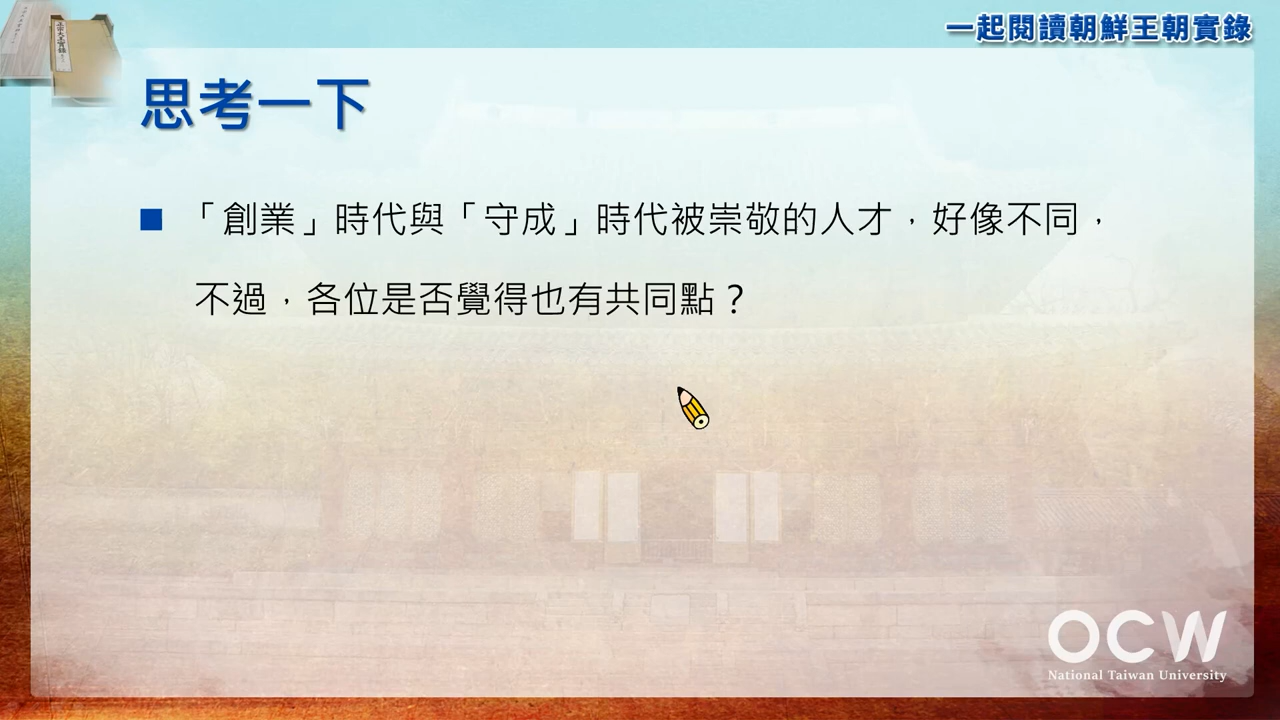 一起閱讀朝鮮王朝實錄
思考一下
「創業」時代與「守成」時代被崇敬的人才，好像不同，
不過，各位是否覺得也有共同點？
OCW
National Taiwan University